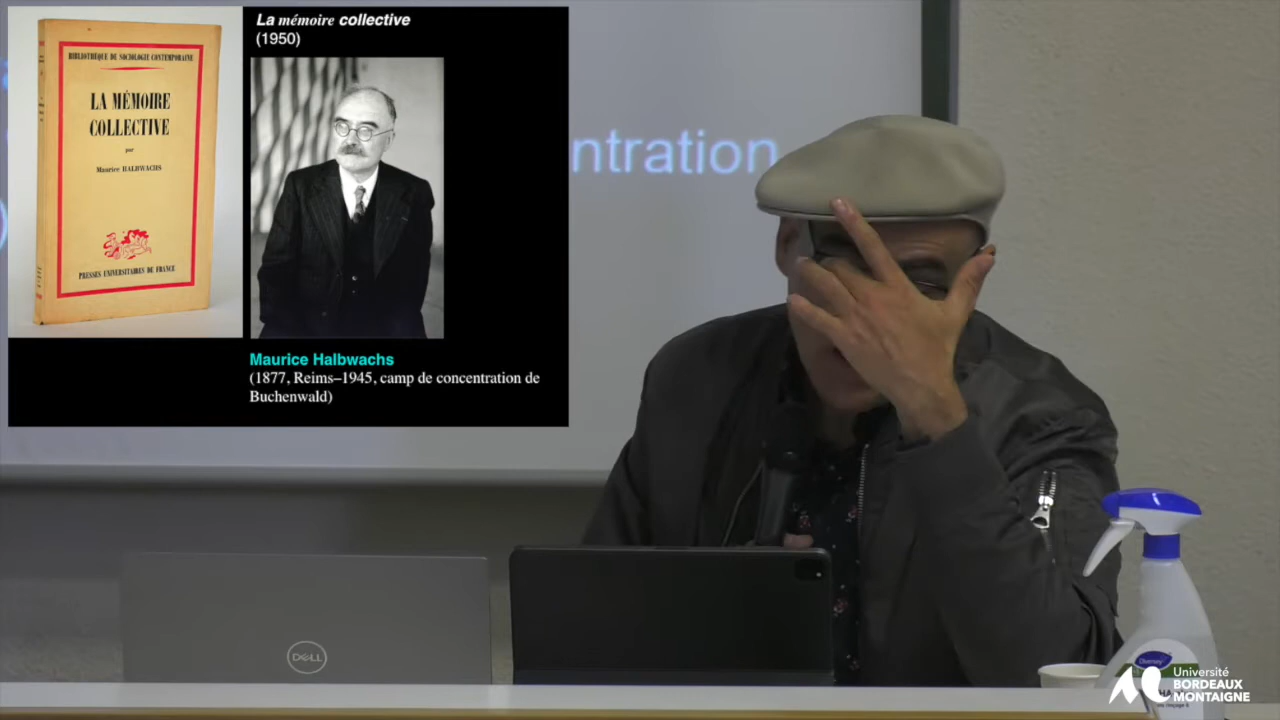 La mémoire collective
(1950)
BIBLIOTHÈQUE DE SOCIOLOGIE CONTEMPORAINE
LA MÉMOIRE
COLLECTIVE
par
Maurice HALBWACHS
PRESSES UNIVERSITAIRES DE FRANCE
Maurice Halbwachs
(1877, Reims–1945, camp de concentration de
Buchenwald)
ntration
DELL
Diversey
Université
BORDEAUX
MONTAIGNE